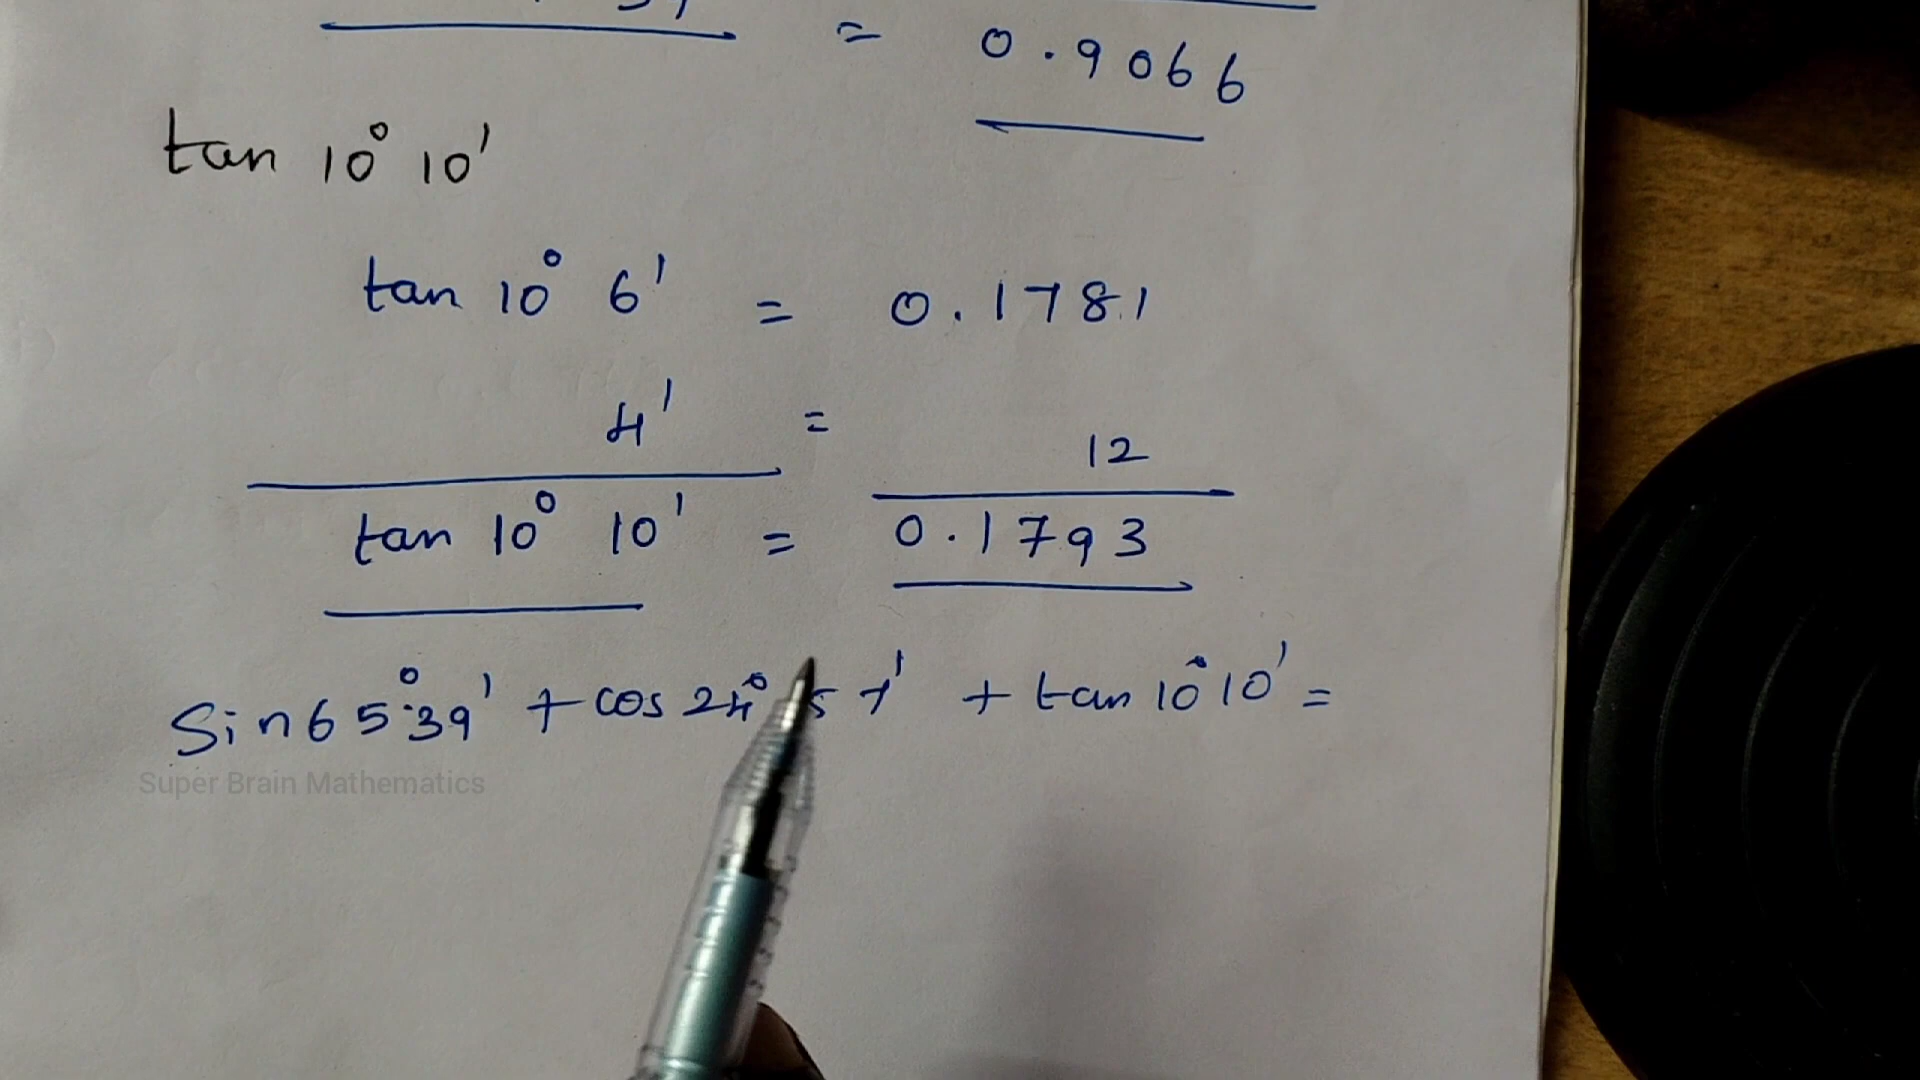 = 0.9066
tan 10° 10'
tan 10° 6' = 0.1781
4' = 12
tan 10° 10' = 0.1793
Sin 65° 39' + cos 24° 57' + tan 10° 10' =
Super Brain Mathematics